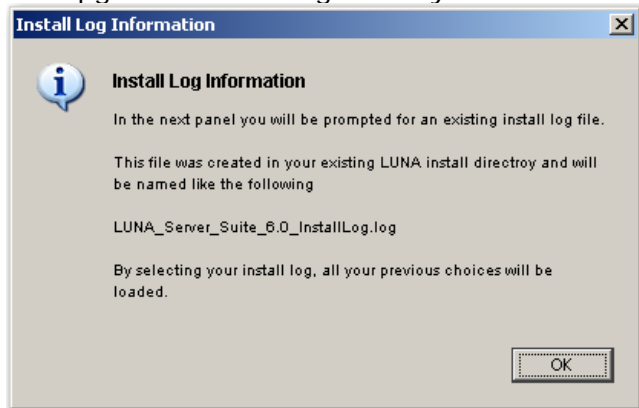 Install Log Information
Install Log Information
In the next panel you will be prompted for an existing install log file.
This file was created in your existing LUNA install directroy and will
be named like the following
LUNA_Server_Suite_6.0_InstallLog.log
By selecting your install log, all your previous choices will be
loaded.
OK